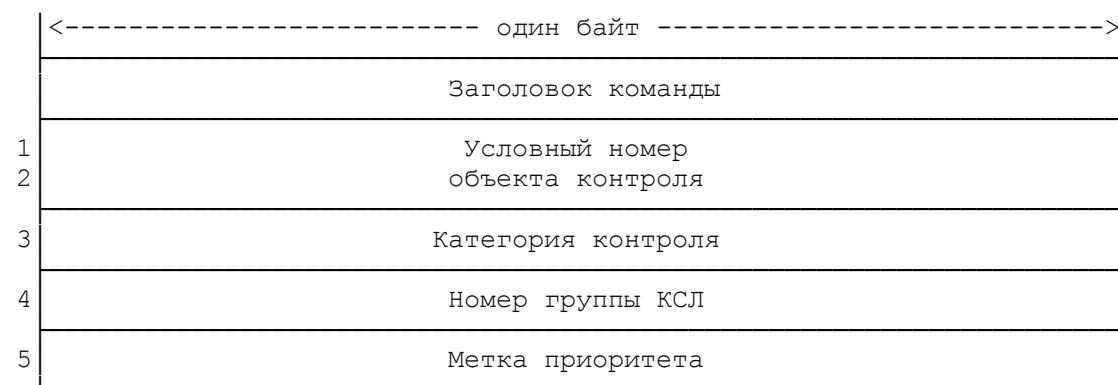 |<-------------------------- один байт ---------------------------->
Заголовок команды
1 Условный номер
2 объекта контроля
3 Категория контроля
4 Номер группы КСЛ
5 Метка приоритета